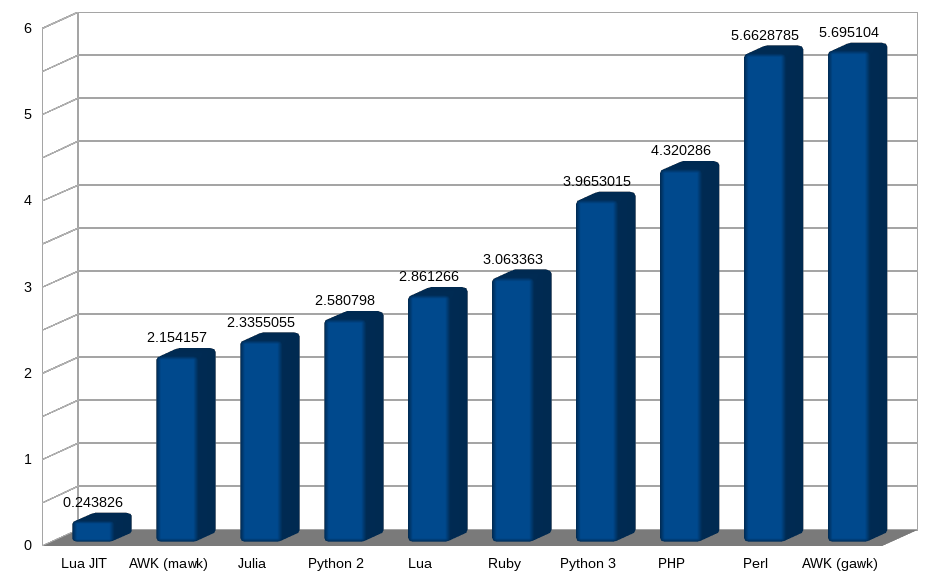 6
5
4
3
2
1
0
0.243826
2.154157
2.3355055
2.580798
2.861266
3.063363
3.9653015
4.320286
5.6628785
5.695104
Lua JIT
AWK (mawk)
Julia
Python 2
Lua
Ruby
Python 3
PHP
Perl
AWK (gawk)